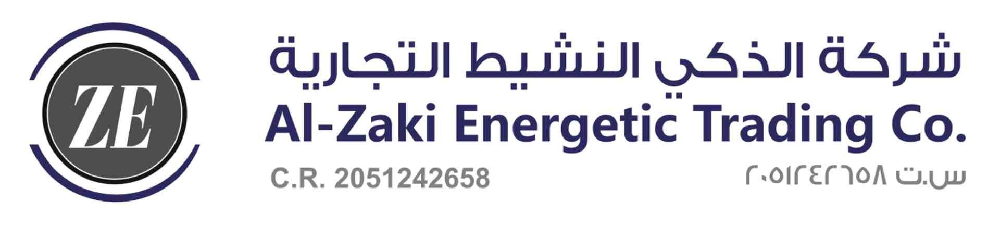 ZE
شركة الذكي النشيط التجارية
Al-Zaki Energetic Trading Co.
C.R. 2051242658
س.ت ٢٠٥١٢٤٢٦٥٨